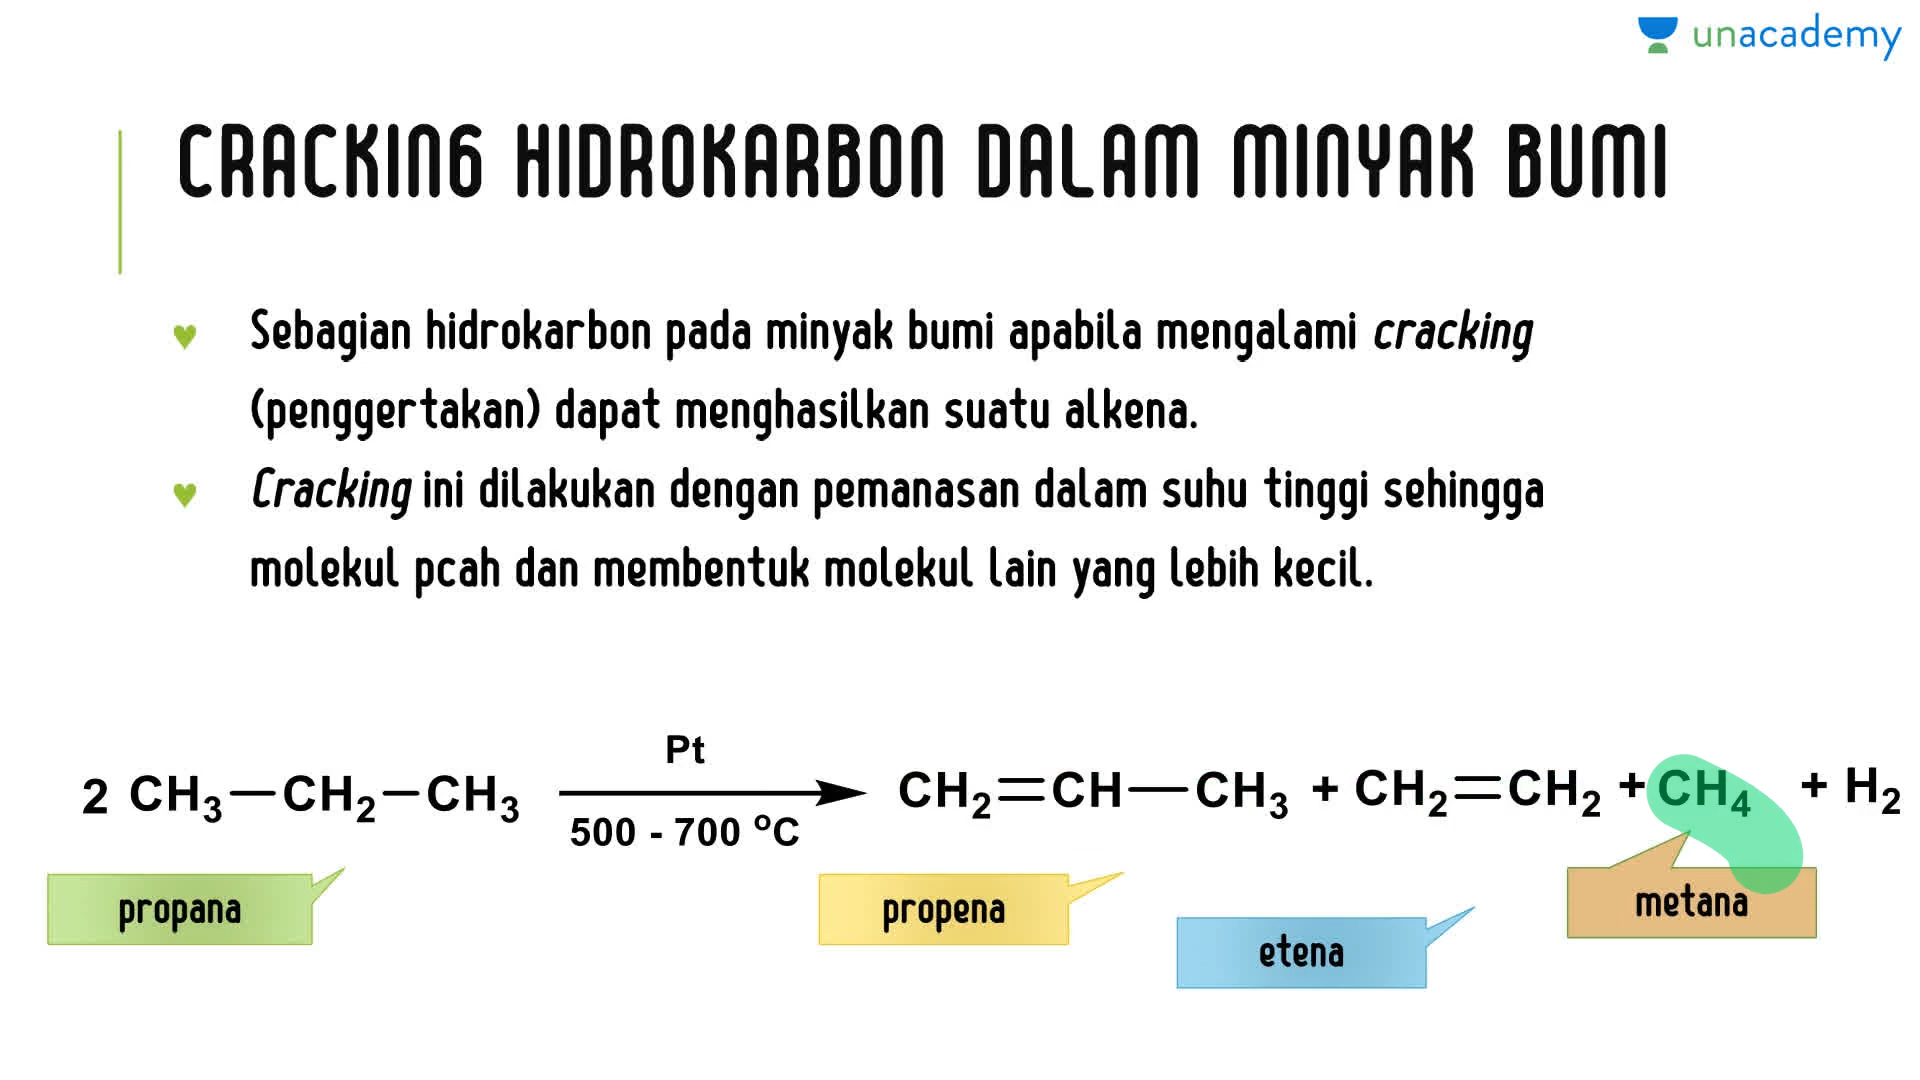 unacademy
CRACKING HIDROKARBON DALAM MINYAK BUMI
Sebagian hidrokarbon pada minyak bumi apabila mengalami cracking
(penggertakan) dapat menghasilkan suatu alkena.
Cracking ini dilakukan dengan pemanasan dalam suhu tinggi sehingga
molekul pcah dan membentuk molekul lain yang lebih kecil.
Pt
2 CH₃—CH₂—CH₃ → CH₂=CH—CH₃ + CH₂=CH₂ + CH₄ + H₂
500 - 700 °C
propana
propena
etena
metana